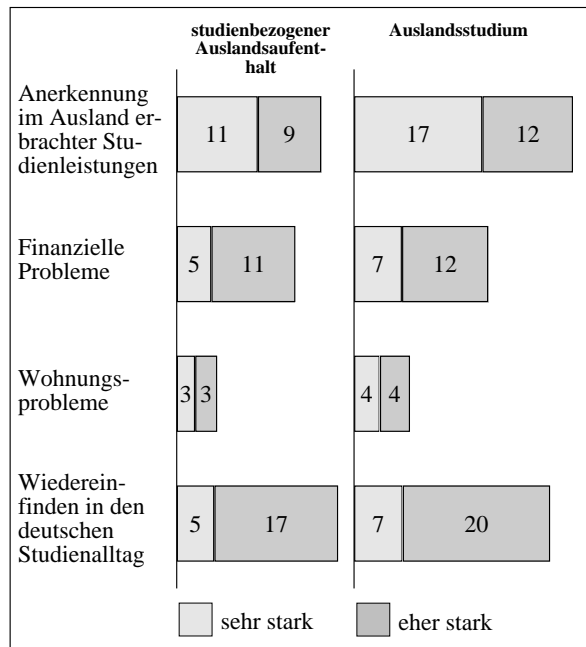 studienbezogener
Auslandsaufent-
halt
Auslandsstudium
Anerkennung
im Ausland er-
brachter Stu-
dienleistungen
11 9 17 12
Finanzielle
Probleme
5 11 7 12
Wohnungs-
probleme
3 3 4 4
Wiederein-
finden in den
deutschen
Studienalltag
5 17 7 20
sehr stark eher stark